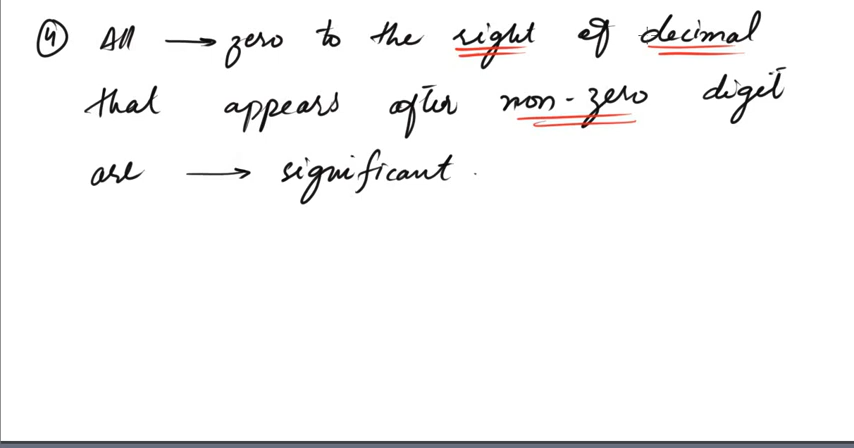 ④ All → zero to the right of decimal
that appears after non-zero digit
are → significant.